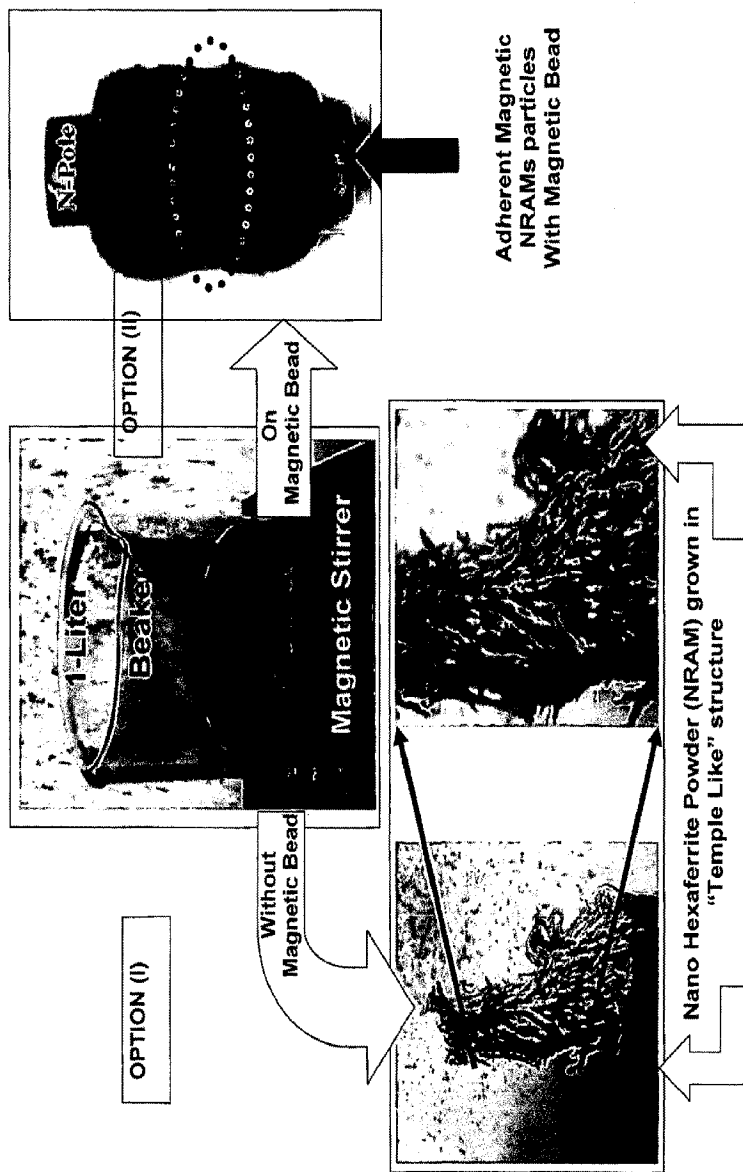 OPTION (I)
Without
Magnetic Bead
1-Liter
Beaker
Magnetic Stirrer
OPTION (II)
On
Magnetic Bead
N-Pole
Adherent Magnetic
NRAMs particles
With Magnetic Bead
Nano Hexaferrite Powder (NRAM) grown in
“Temple Like” structure